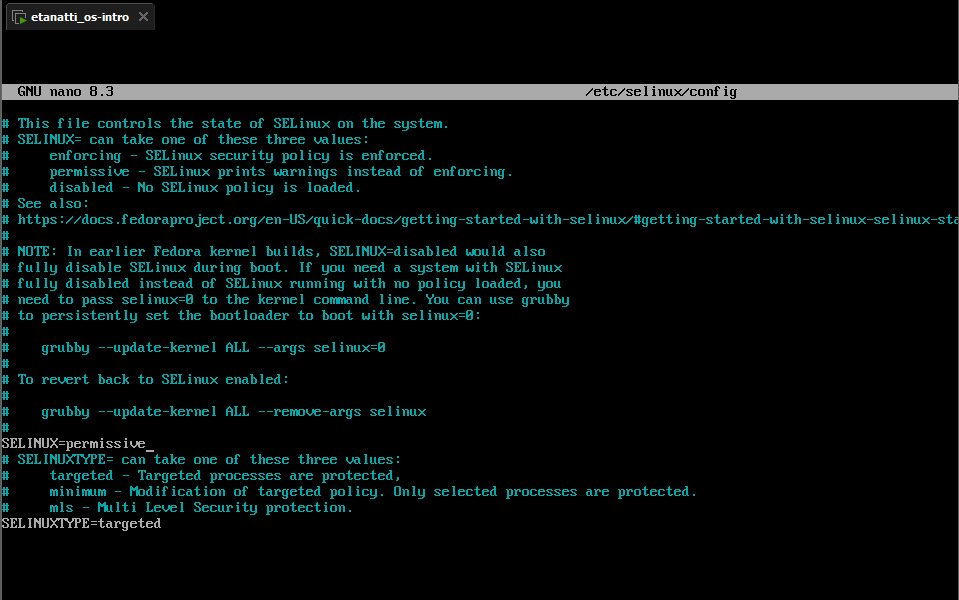 etanatti_os-intro
GNU nano 8.3 /etc/selinux/config
# This file controls the state of SELinux on the system.
# SELINUX= can take one of these three values:
#     enforcing - SELinux security policy is enforced.
#     permissive - SELinux prints warnings instead of enforcing.
#     disabled - No SELinux policy is loaded.
# See also:
# https://docs.fedoraproject.org/en-US/quick-docs/getting-started-with-selinux/#getting-started-with-selinux-selinux-sta
#
# NOTE: In earlier Fedora kernel builds, SELINUX=disabled would also
# fully disable SELinux during boot. If you need a system with SELinux
# fully disabled instead of SELinux running with no policy loaded, you
# need to pass selinux=0 to the kernel command line. You can use grubby
# to persistently set the bootloader to boot with selinux=0:
#
#    grubby --update-kernel ALL --args selinux=0
#
# To revert back to SELinux enabled:
#
#    grubby --update-kernel ALL --remove-args selinux
#
SELINUX=permissive
# SELINUXTYPE= can take one of these three values:
#     targeted - Targeted processes are protected,
#     minimum - Modification of targeted policy. Only selected processes are protected.
#     mls - Multi Level Security protection.
SELINUXTYPE=targeted